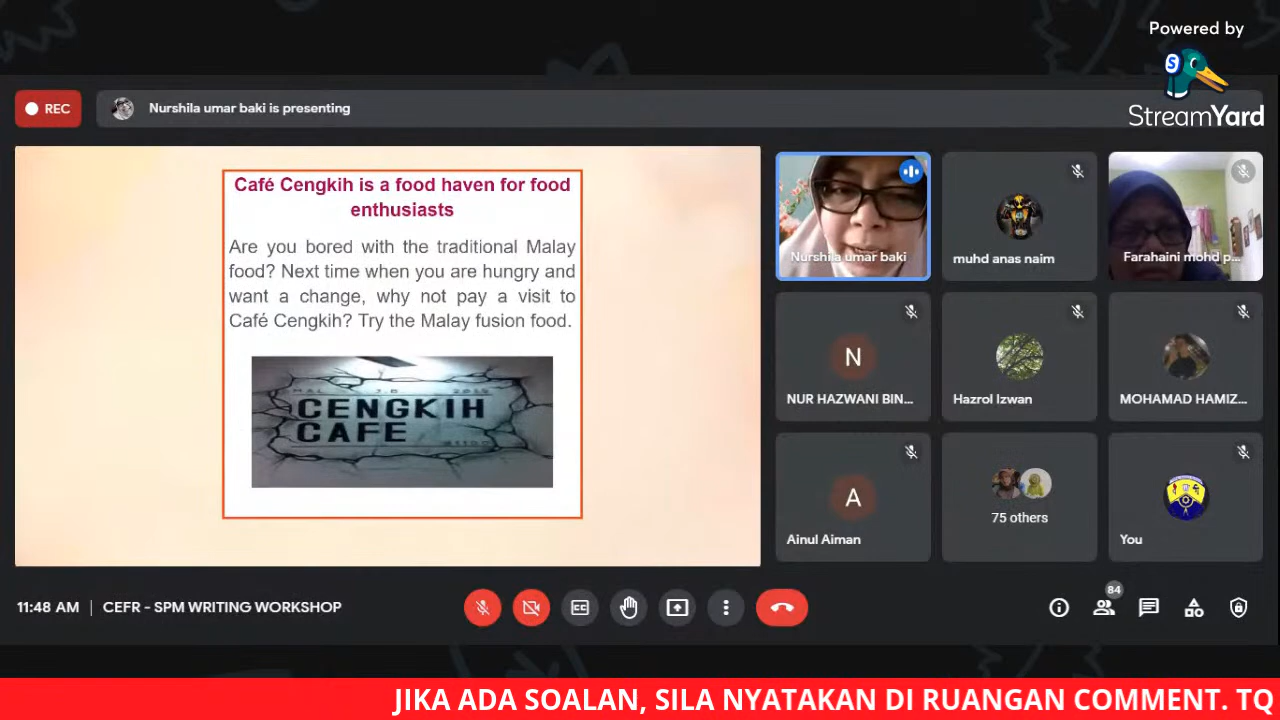 Powered by
StreamYard
REC
Nurshila umar baki is presenting
Café Cengkih is a food haven for food
enthusiasts
Are you bored with the traditional Malay
food? Next time when you are hungry and
want a change, why not pay a visit to
Café Cengkih? Try the Malay fusion food.
CENGKIH
CAFE
Nurshila umar baki
muhd anas naim
Farahaini mohd p...
N
NUR HAZWANI BIN...
Hazrol Izwan
MOHAMAD HAMIZ...
A
Ainul Aiman
75 others
You
11:48 AM
CEFR - SPM WRITING WORKSHOP
84
JIKA ADA SOALAN, SILA NYATAKAN DI RUANGAN COMMENT. TQ